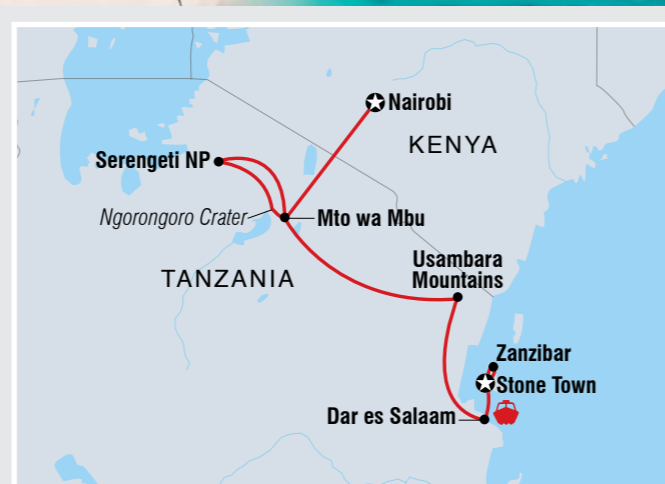 Nairobi
KENYA
Serengeti NP
Ngorongoro Crater
Mto wa Mbu
TANZANIA
Usambara
Mountains
Zanzibar
Stone Town
Dar es Salaam